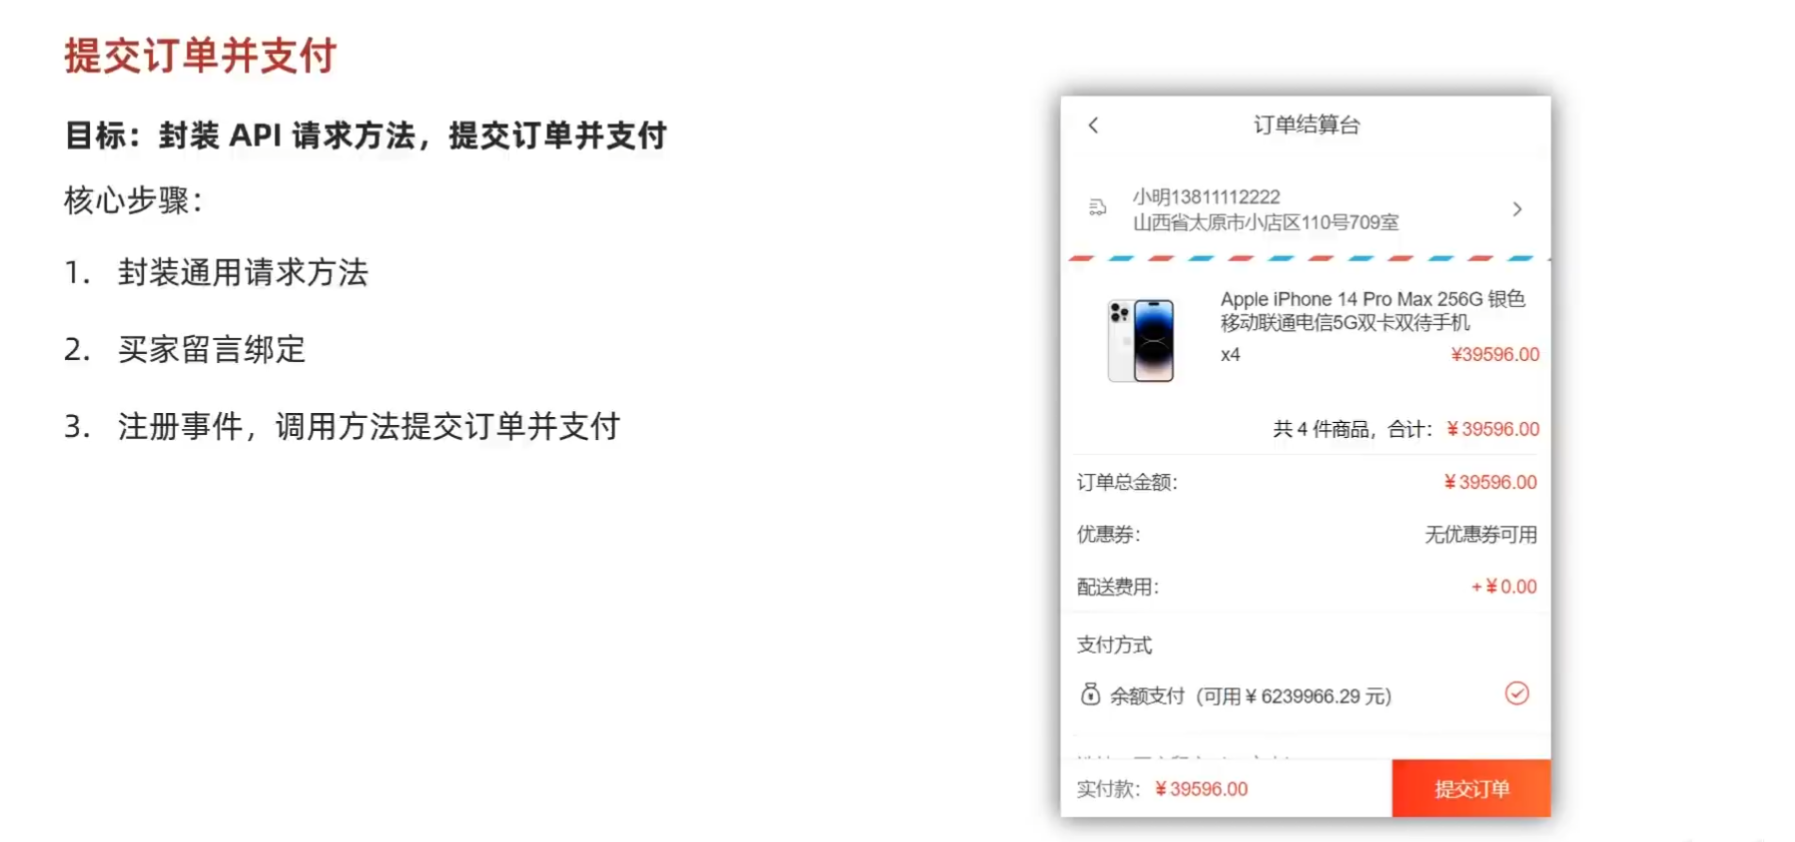 提交订单并支付
目标：封装 API 请求方法，提交订单并支付
核心步骤：
1. 封装通用请求方法
2. 买家留言绑定
3. 注册事件，调用方法提交订单并支付
订单结算台
小明13811112222
山西省太原市小店区110号709室
Apple iPhone 14 Pro Max 256G 银色
移动联通电信5G双卡双待手机
x4 ¥39596.00
共 4 件商品，合计：￥39596.00
订单总金额： ￥39596.00
优惠券： 无优惠券可用
配送费用： +￥0.00
支付方式
余额支付（可用￥6239966.29 元）
实付款：￥39596.00 提交订单